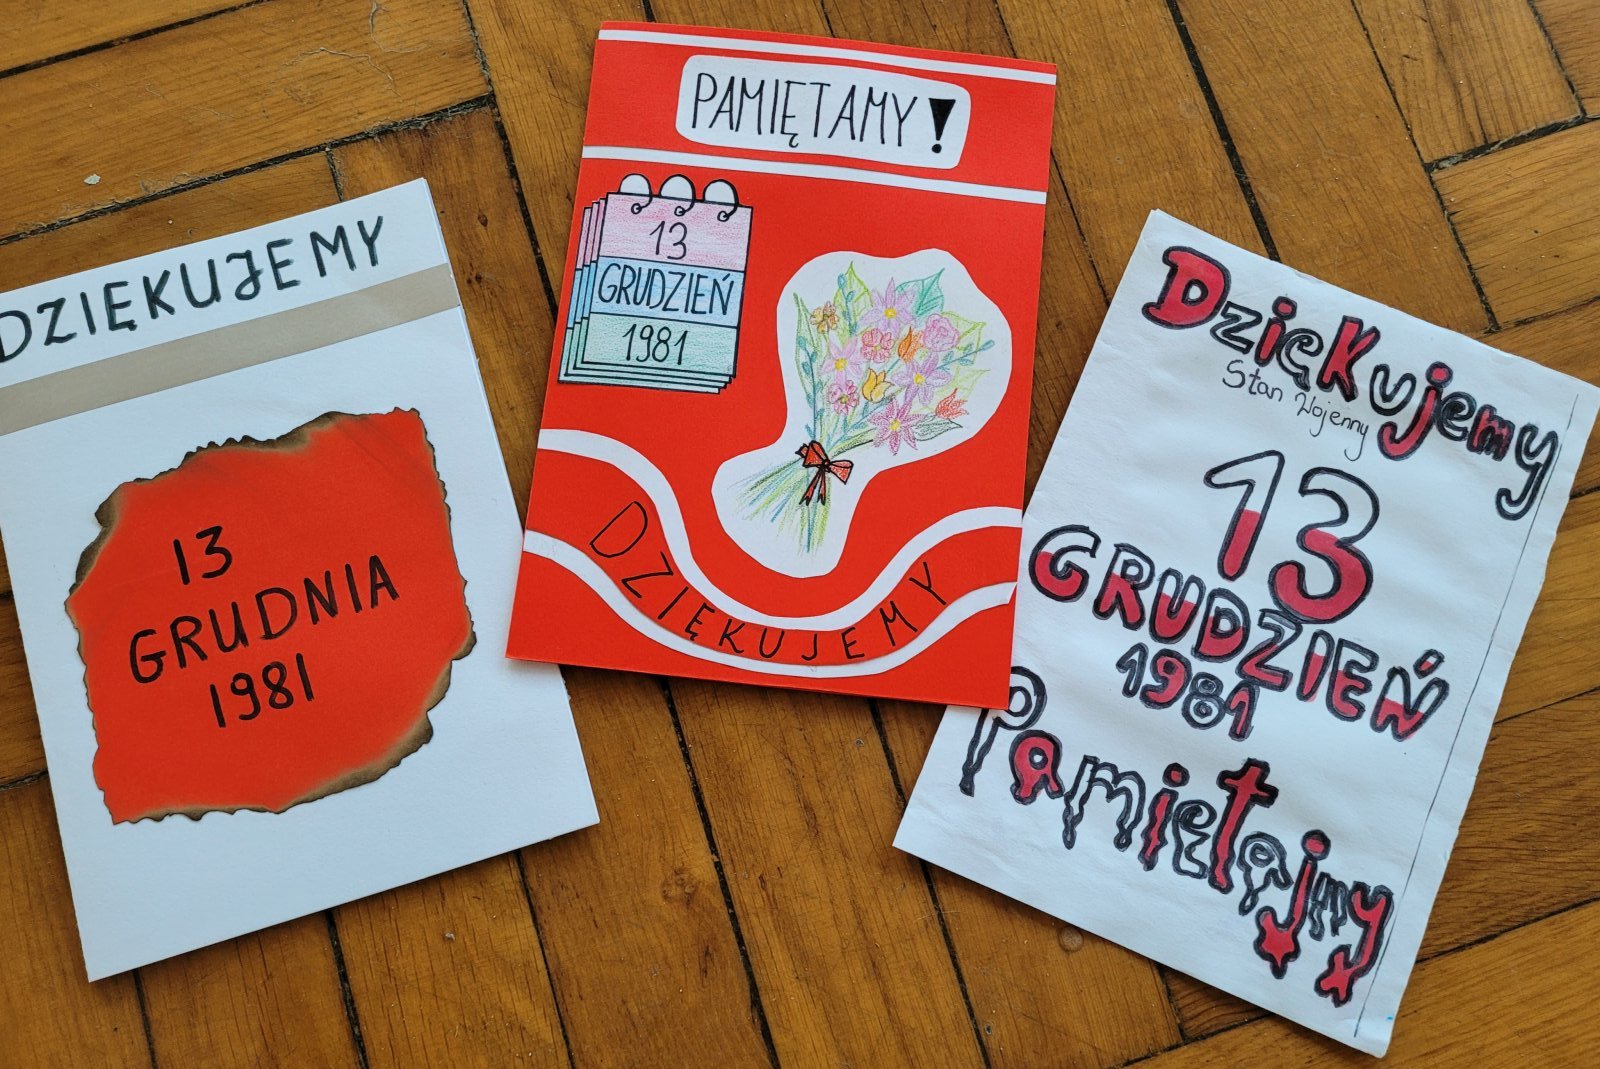 DZIĘKUJEMY
13
GRUDNIA
1981
PAMIĘTAMY!
13
GRUDZIEŃ
1981
DZIĘKUJEMY
Dziękujemy
Stan Wojenny
13
GRUDZIEŃ
1981
Pamiętajmy